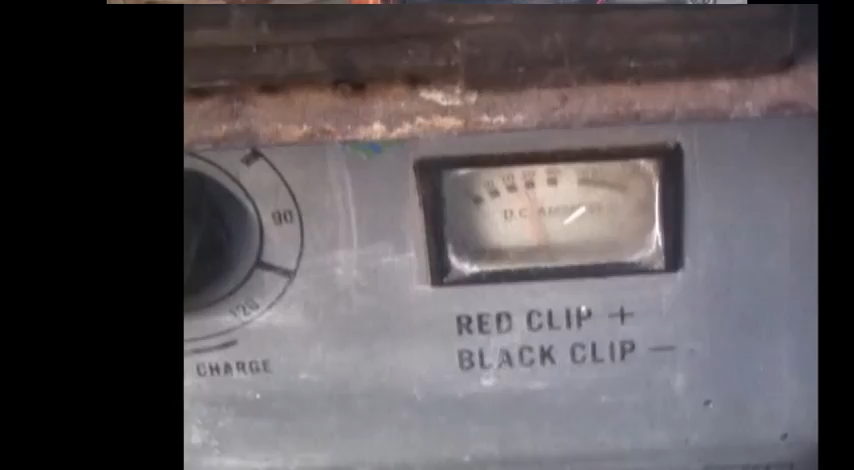 90
120
CHARGE
D.C. AMPERES
RED CLIP +
BLACK CLIP −